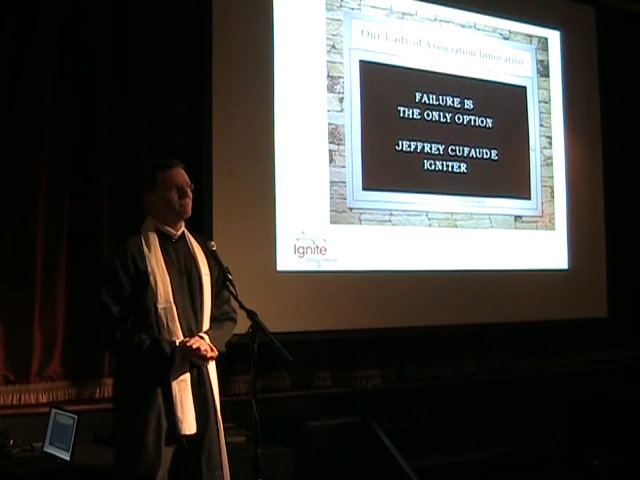 Our Lady of Association Innovation
FAILURE IS
THE ONLY OPTION
JEFFREY CUFAUDE
IGNITER
Ignite